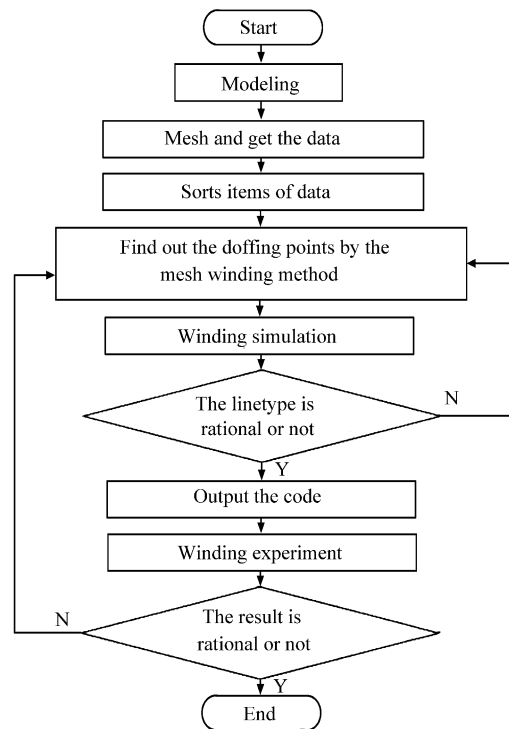 Start
Modeling
Mesh and get the data
Sorts items of data
Find out the doffing points by the
mesh winding method
Winding simulation
The linetype is
rational or not
N
Y
Output the code
Winding experiment
The result is
rational or not
N
Y
End